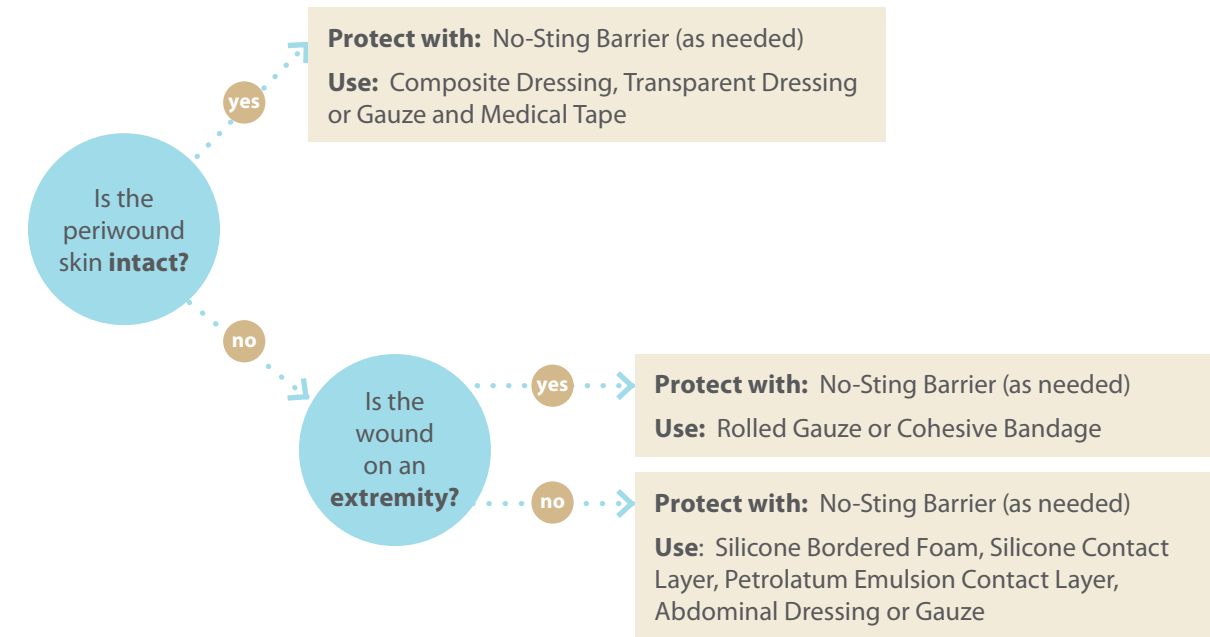 Protect with: No-Sting Barrier (as needed)
Use: Composite Dressing, Transparent Dressing
or Gauze and Medical Tape
yes
Is the
periwound
skin intact?
no
Is the
wound
on an
extremity?
yes
Protect with: No-Sting Barrier (as needed)
Use: Rolled Gauze or Cohesive Bandage
no
Protect with: No-Sting Barrier (as needed)
Use: Silicone Bordered Foam, Silicone Contact
Layer, Petrolatum Emulsion Contact Layer,
Abdominal Dressing or Gauze